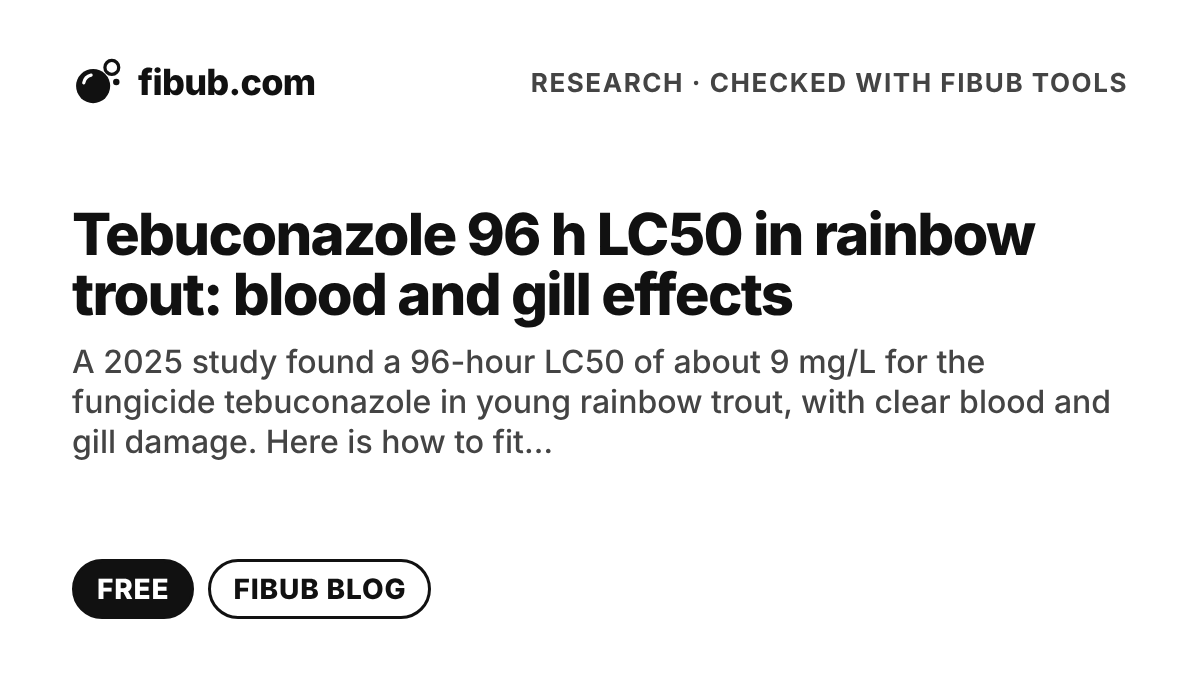 fibub.com
RESEARCH · CHECKED WITH FIBUB TOOLS
Tebuconazole 96 h LC50 in rainbow
trout: blood and gill effects
A 2025 study found a 96-hour LC50 of about 9 mg/L for the
fungicide tebuconazole in young rainbow trout, with clear blood and
gill damage. Here is how to fit...
FREE
FIBUB BLOG